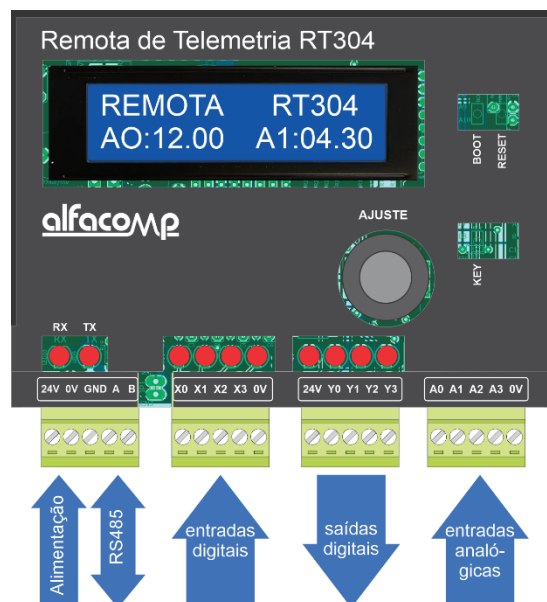 Remota de Telemetria RT304
REMOTA RT304
AO:12.00 A1:04.30
BOOT
RESET
alfacomp
AJUSTE
KEY
RX TX
RX TX
24V 0V GND A B
X0 X1 X2 X3 0V
24V Y0 Y1 Y2 Y3
A0 A1 A2 A3 0V
Alimentação
RS485
entradas
digitais
saídas
digitais
entradas
analó-
gicas